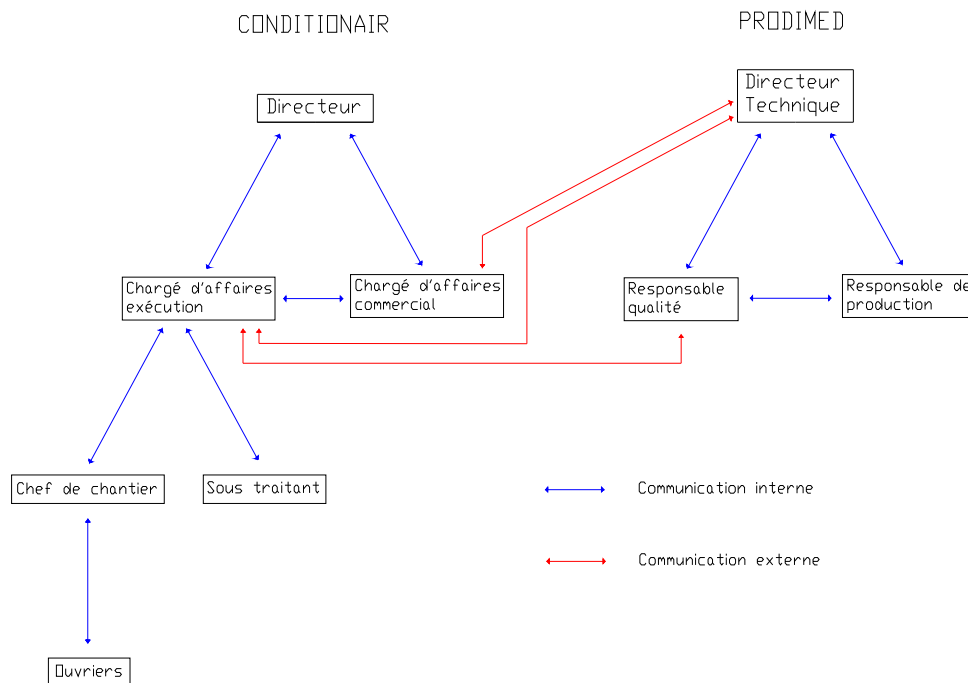 CONDITIONAIR
PRODIMED
Directeur
Directeur
Technique
Chargé d'affaires
exécution
Chargé d'affaires
commercial
Responsable
qualité
Responsable de
production
Chef de chantier
Sous traitant
Communication interne
Communication externe
Ouvriers